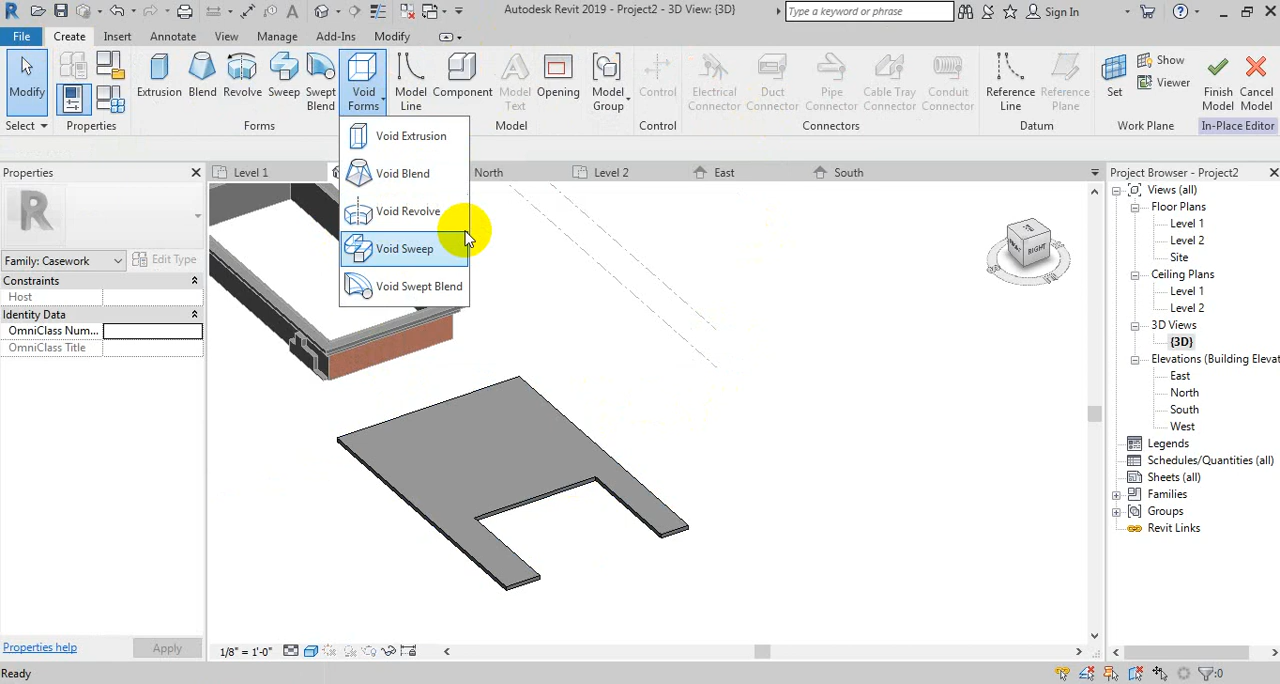 Autodesk Revit 2019 - Project2 - 3D View: {3D}
Type a keyword or phrase
Sign In
File Create Insert Annotate View Manage Add-Ins Modify
Modify
Extrusion Blend Revolve Sweep Swept Blend Void Forms
Model Line Component Model Text Opening Model Group
Control
Electrical Connector Duct Connector Pipe Connector Cable Tray Connector Conduit Connector
Reference Line Reference Plane
Set Show Viewer
Finish Model Cancel Model
Select Properties Forms Model Control Connectors Datum Work Plane In-Place Editor
Void Extrusion
Void Blend
Void Revolve
Void Sweep
Void Swept Blend
Properties
Level 1 North Level 2 East South
Project Browser - Project2
Family: Casework
Edit Type
Constraints
Host
Identity Data
OmniClass Num...
OmniClass Title
Properties help
Apply
TOP
RIGHT
Views (all)
Floor Plans
Level 1
Level 2
Site
Ceiling Plans
Level 1
Level 2
3D Views
{3D}
Elevations (Building Elevat
East
North
South
West
Legends
Schedules/Quantities (all)
Sheets (all)
Families
Groups
Revit Links
1/8" = 1'-0"
Ready
:0